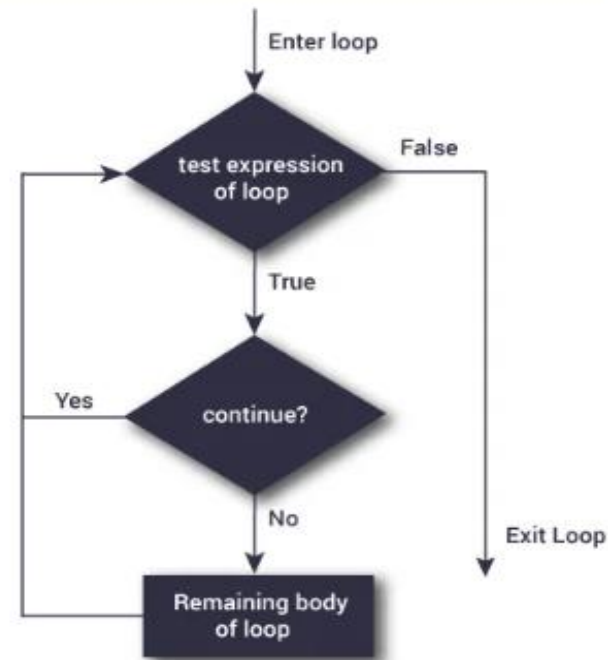 Enter loop
test expression
of loop
False
True
Yes
continue?
No
Exit Loop
Remaining body
of loop